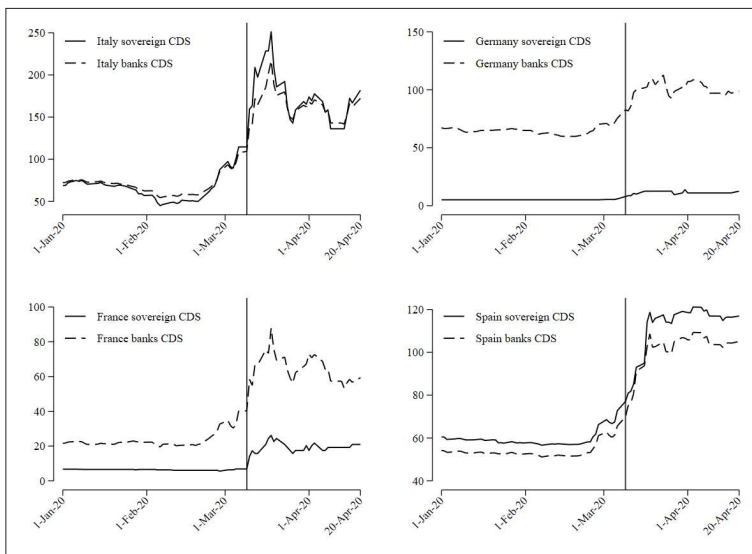 Italy sovereign CDS
Italy banks CDS
250
200
150
100
50
1-Jan-20
1-Feb-20
1-Mar-20
1-Apr-20
20-Apr-20
Germany sovereign CDS
Germany banks CDS
150
100
50
0
1-Jan-20
1-Feb-20
1-Mar-20
1-Apr-20
20-Apr-20
France sovereign CDS
France banks CDS
100
80
60
40
20
0
1-Jan-20
1-Feb-20
1-Mar-20
1-Apr-20
20-Apr-20
Spain sovereign CDS
Spain banks CDS
120
100
80
60
40
1-Jan-20
1-Feb-20
1-Mar-20
1-Apr-20
20-Apr-20